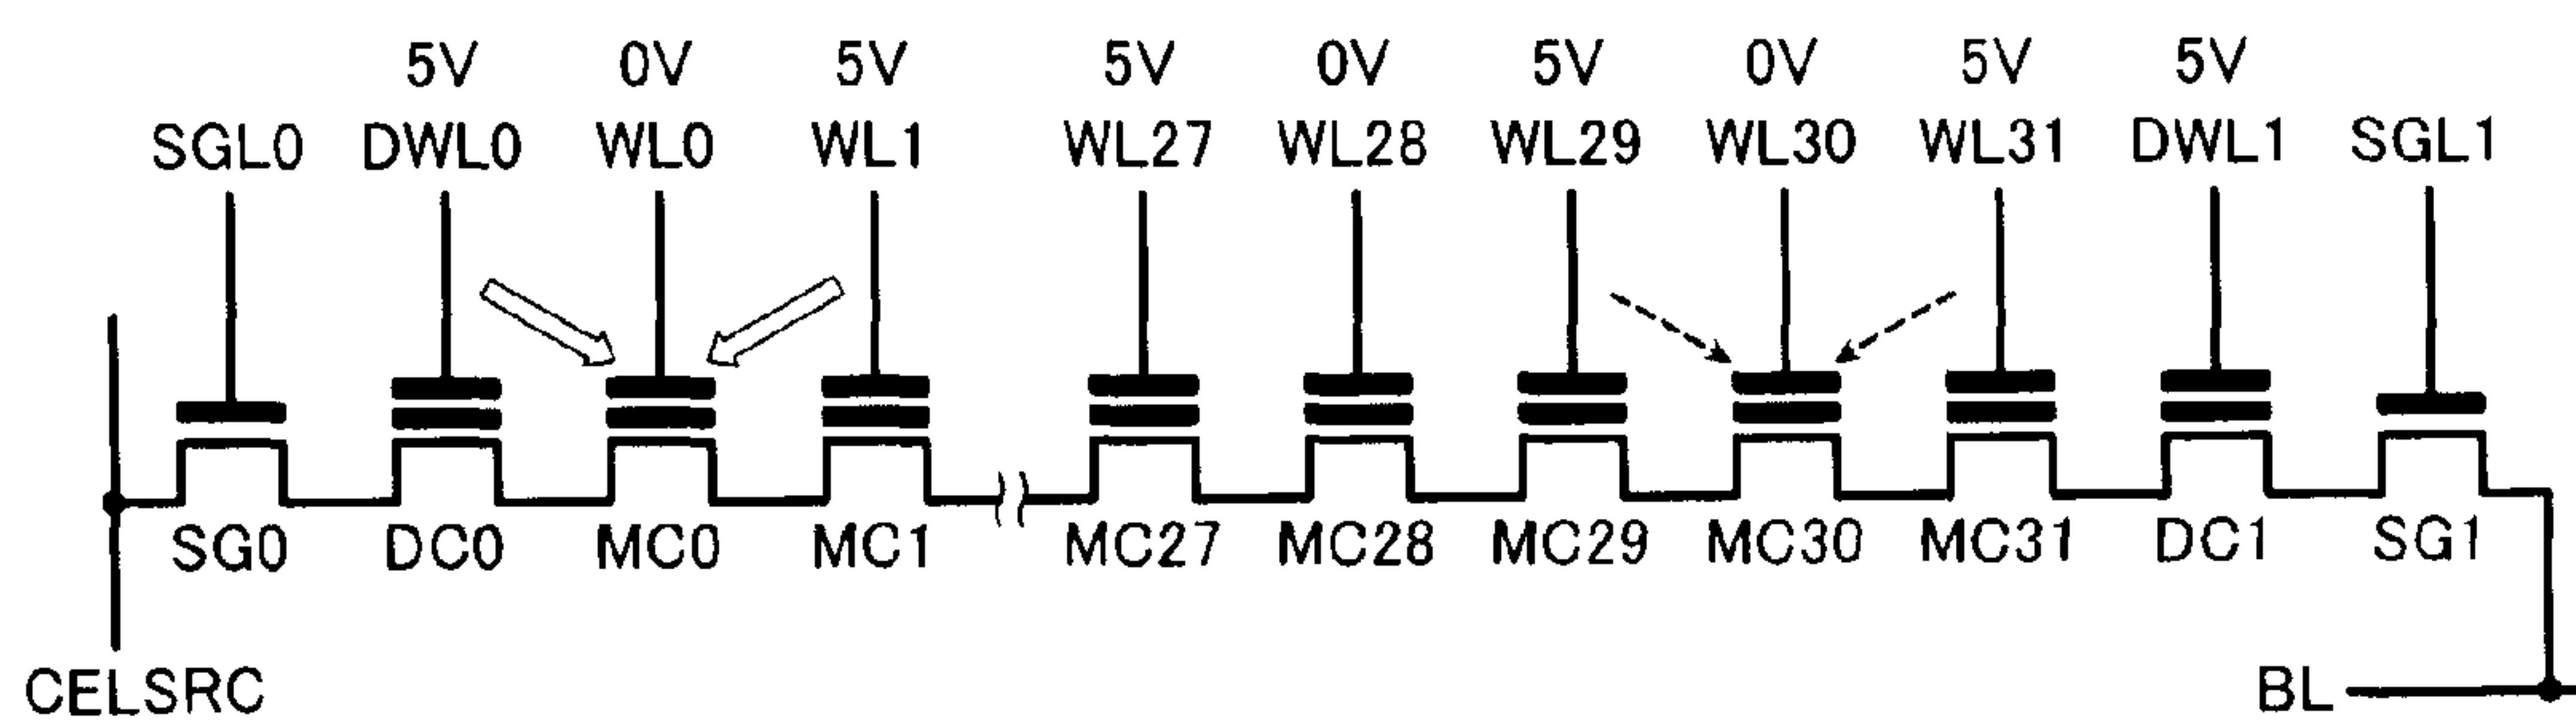 5V 0V 5V 5V 0V 5V 0V 5V 5V
SGL0 DWL0 WL0 WL1 WL27 WL28 WL29 WL30 WL31 DWL1 SGL1
SG0 DC0 MC0 MC1 MC27 MC28 MC29 MC30 MC31 DC1 SG1
CELSRC BL